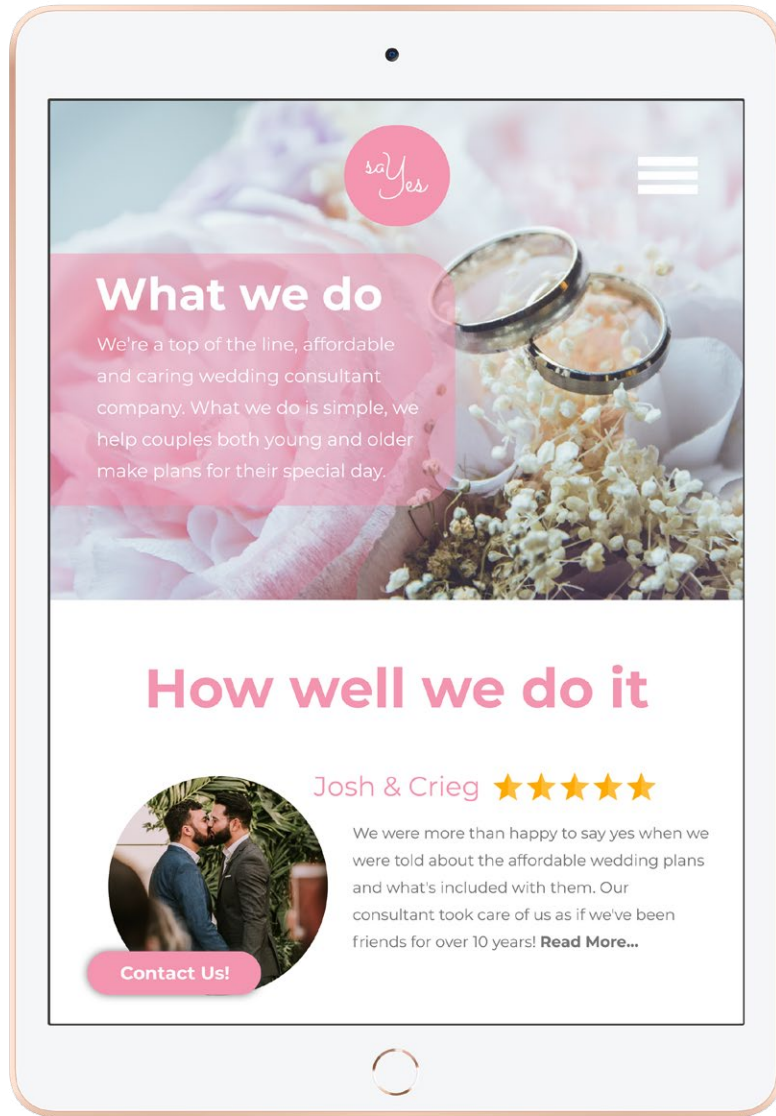 saYes
What we do
We're a top of the line, affordable
and caring wedding consultant
company. What we do is simple, we
help couples both young and older
make plans for their special day.
How well we do it
Josh & Crieg
We were more than happy to say yes when we
were told about the affordable wedding plans
and what's included with them. Our
consultant took care of us as if we've been
friends for over 10 years! Read More...
Contact Us!